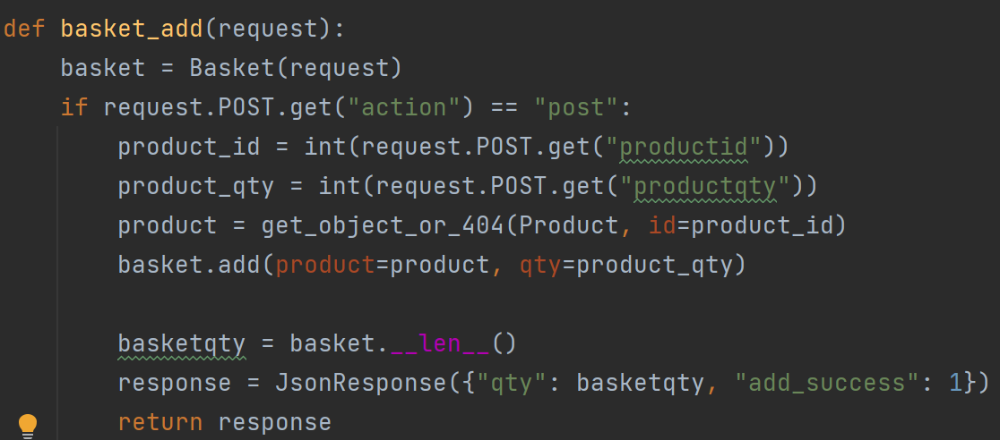 def basket_add(request):
    basket = Basket(request)
    if request.POST.get("action") == "post":
        product_id = int(request.POST.get("productid"))
        product_qty = int(request.POST.get("productqty"))
        product = get_object_or_404(Product, id=product_id)
        basket.add(product=product, qty=product_qty)

        basketqty = basket.__len__()
        response = JsonResponse({"qty": basketqty, "add_success": 1})
        return response